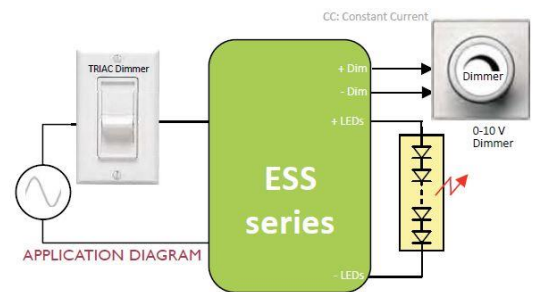 CC: Constant Current
TRIAC Dimmer
+ Dim
- Dim
Dimmer
+ LEDs
0-10 V
Dimmer
ESS
series
APPLICATION DIAGRAM
- LEDs